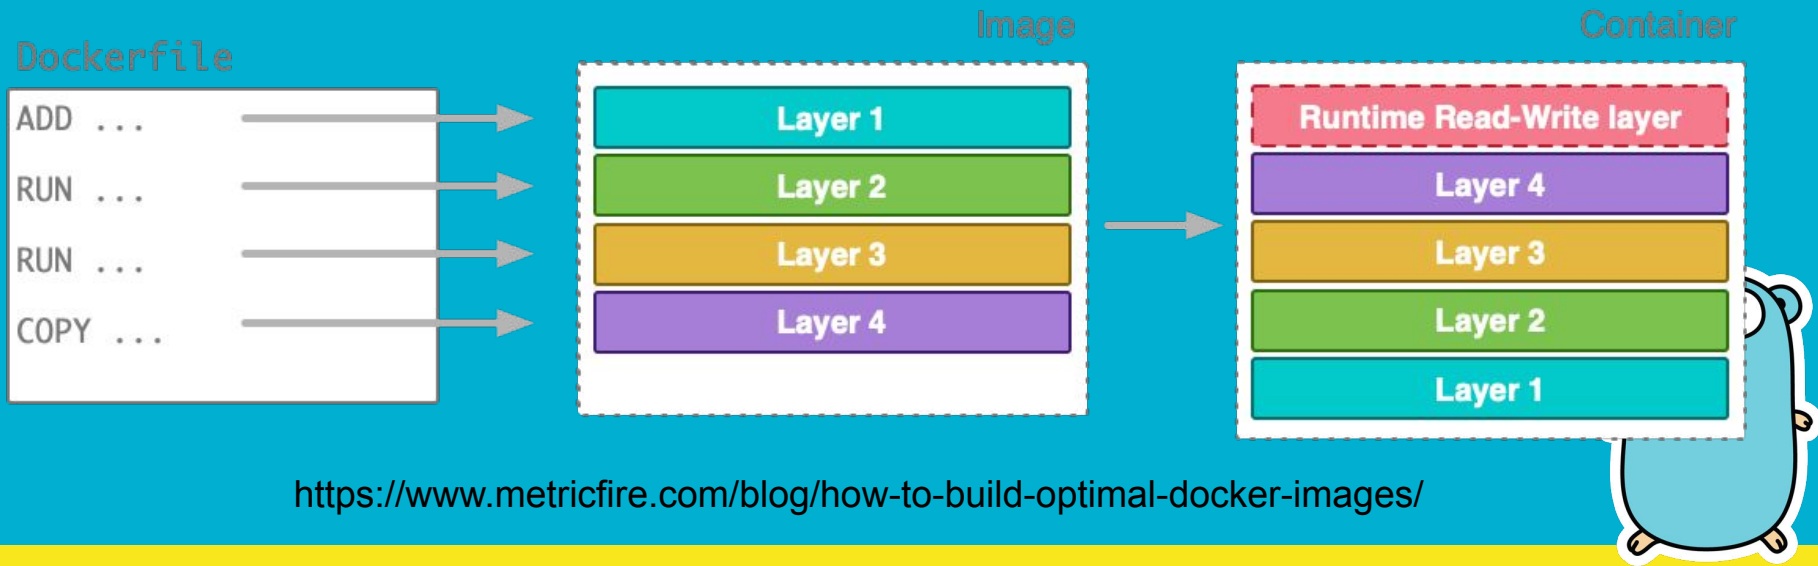 Dockerfile
ADD ...
RUN ...
RUN ...
COPY ...
Image
Layer 1
Layer 2
Layer 3
Layer 4
Container
Runtime Read-Write layer
Layer 4
Layer 3
Layer 2
Layer 1
https://www.metricfire.com/blog/how-to-build-optimal-docker-images/